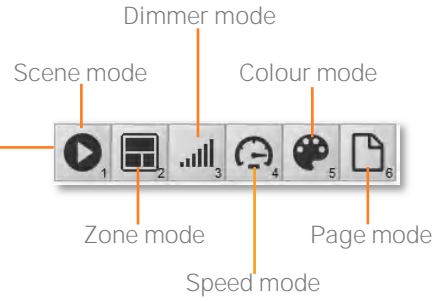 Dimmer mode
Scene mode
Colour mode
1
2
3
4
5
6
Zone mode
Page mode
Speed mode